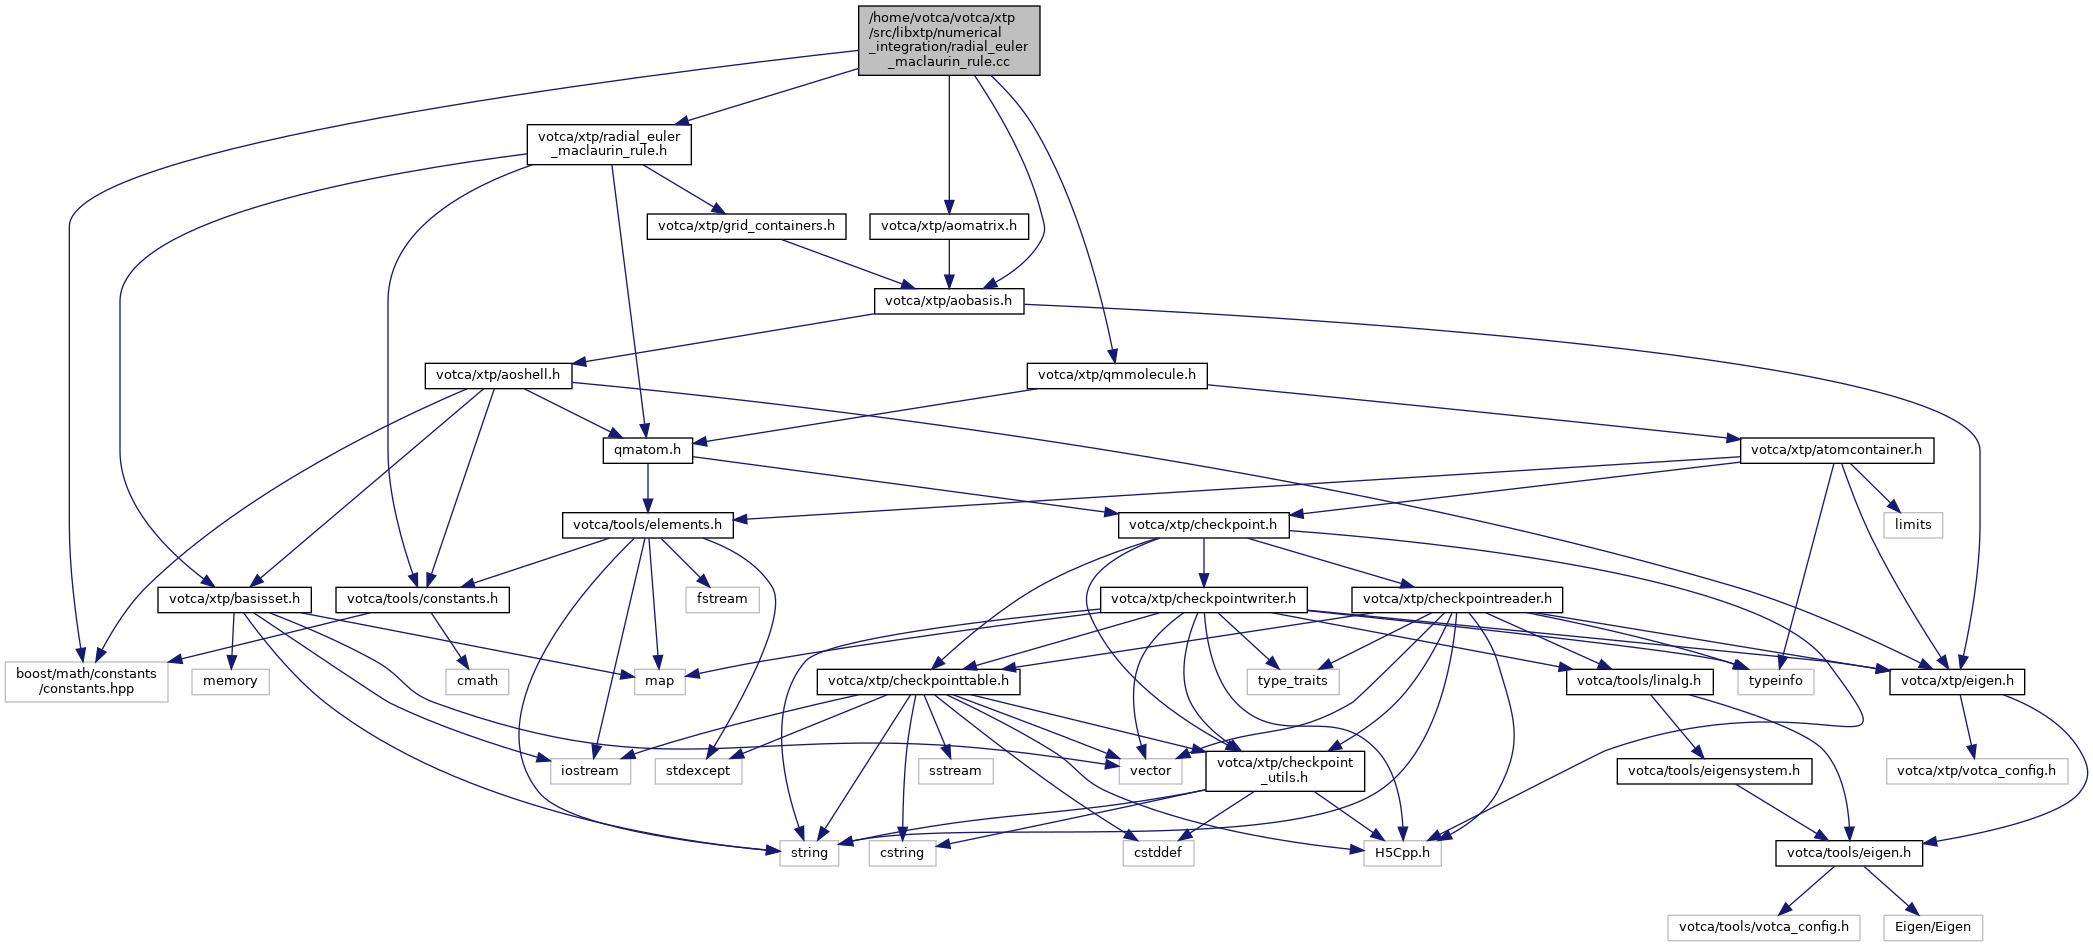 /home/votca/votca/xtp
/src/libxtp/numerical
_integration/radial_euler
_maclaurin_rule.cc
votca/xtp/radial_euler
_maclaurin_rule.h
votca/xtp/grid_containers.h
votca/xtp/aomatrix.h
votca/xtp/aobasis.h
votca/xtp/aoshell.h
votca/xtp/qmmolecule.h
qmatom.h
votca/xtp/atomcontainer.h
votca/tools/elements.h
votca/xtp/checkpoint.h
limits
votca/xtp/basisset.h
votca/tools/constants.h
fstream
votca/xtp/checkpointwriter.h
votca/xtp/checkpointreader.h
boost/math/constants
/constants.hpp
memory
cmath
map
votca/xtp/checkpointtable.h
type_traits
votca/tools/linalg.h
typeinfo
votca/xtp/eigen.h
iostream
stdexcept
sstream
vector
votca/xtp/checkpoint
_utils.h
votca/tools/eigensystem.h
votca/xtp/votca_config.h
string
cstring
cstddef
H5Cpp.h
votca/tools/eigen.h
votca/tools/votca_config.h
Eigen/Eigen